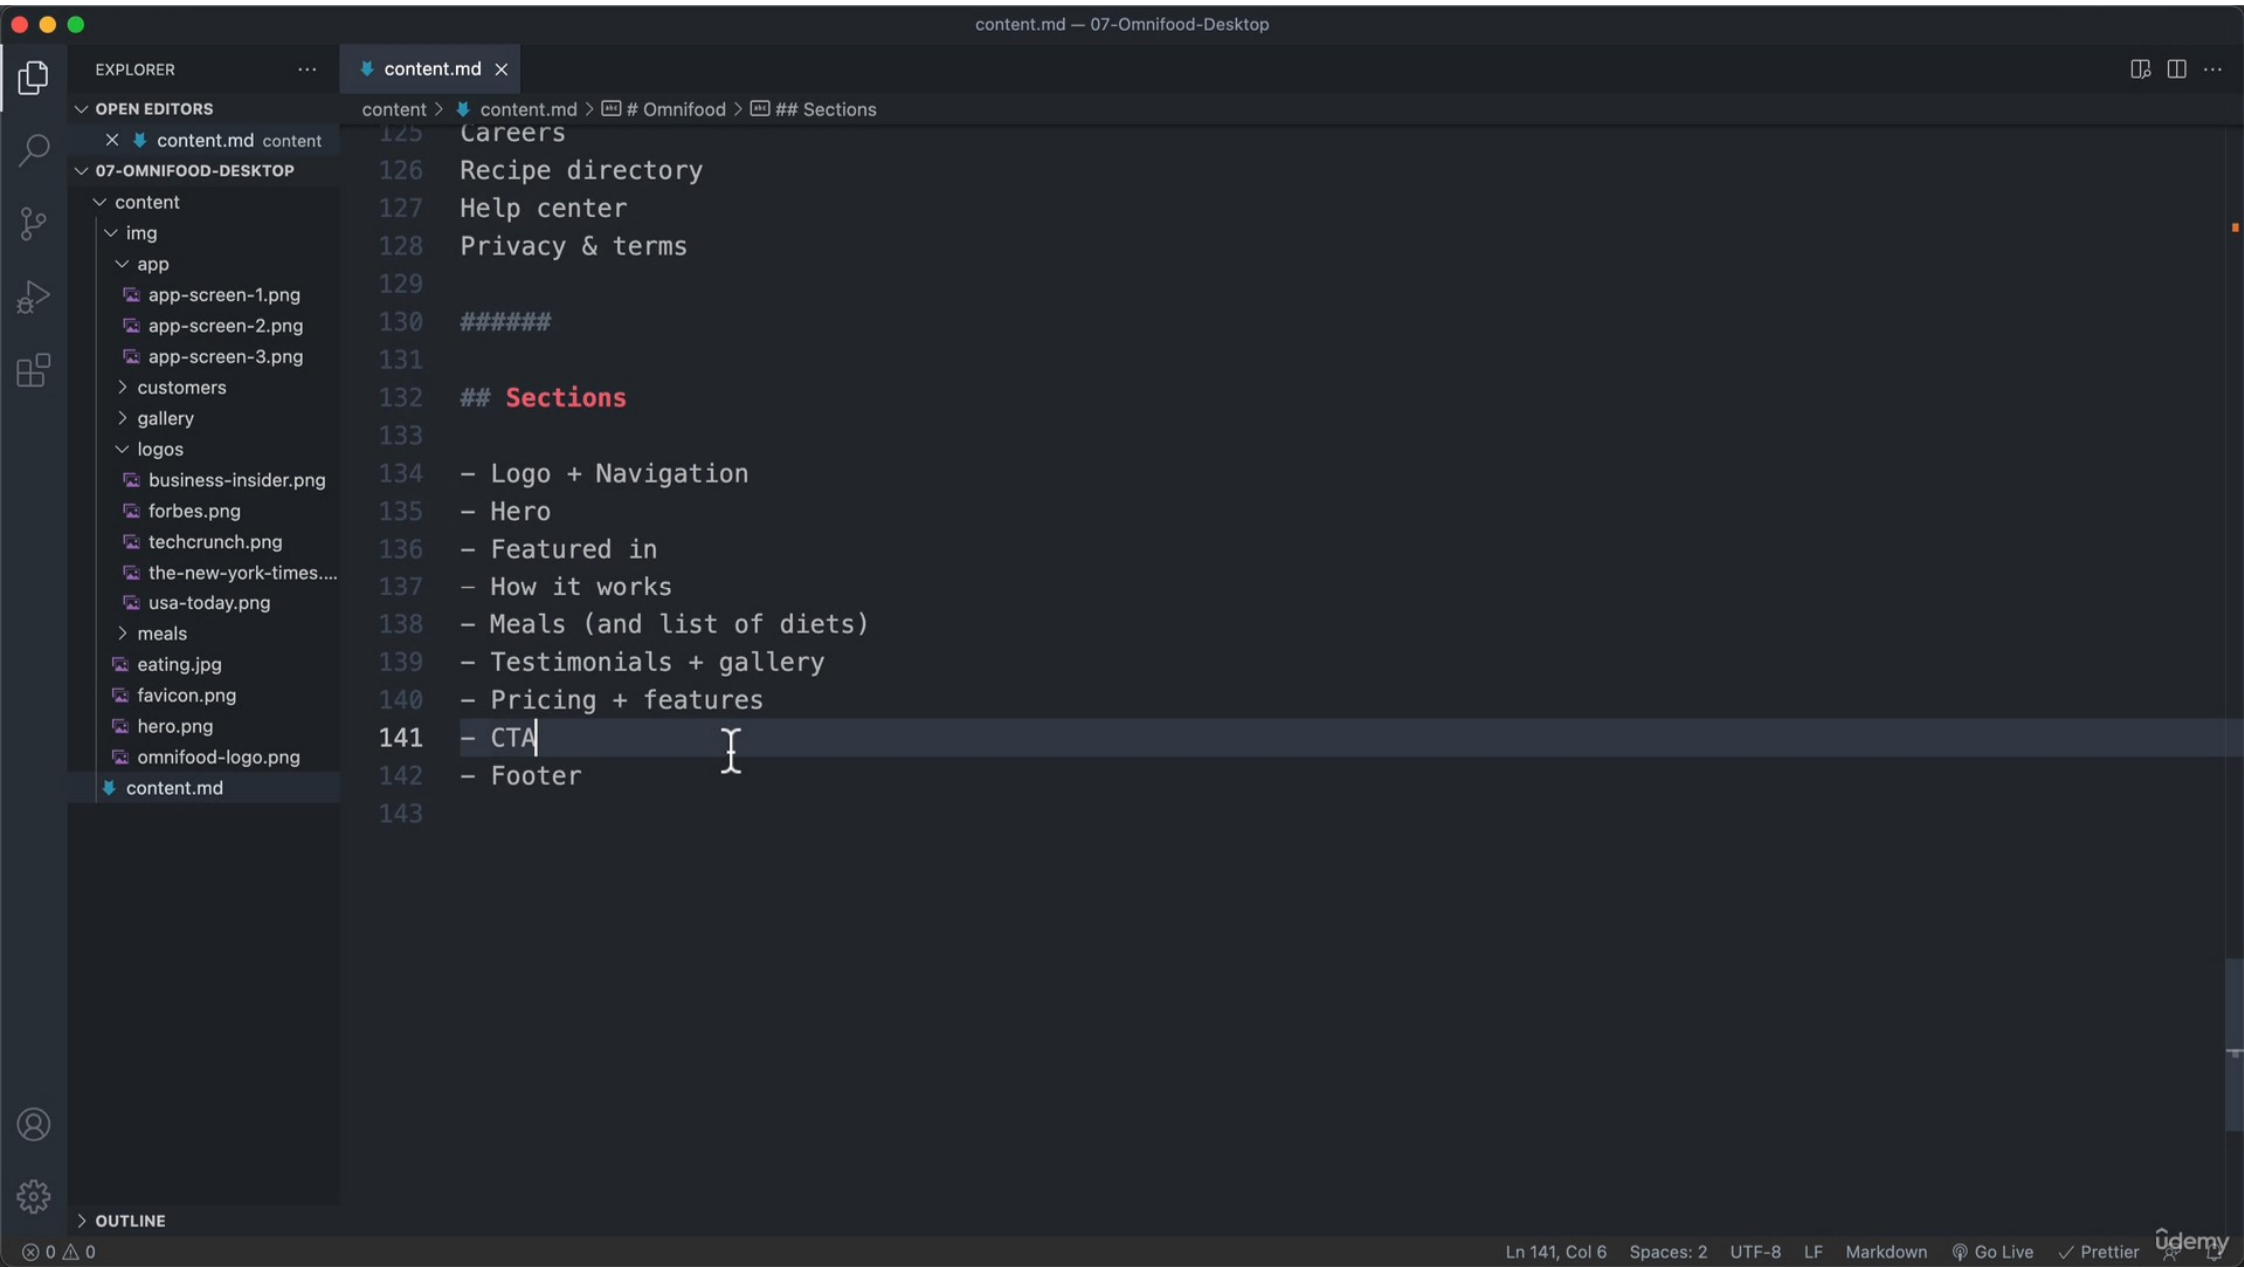 content.md — 07-Omnifood-Desktop
EXPLORER
content.md
OPEN EDITORS
content.md content
07-OMNIFOOD-DESKTOP
content
img
app
app-screen-1.png
app-screen-2.png
app-screen-3.png
customers
gallery
logos
business-insider.png
forbes.png
techcrunch.png
the-new-york-times....
usa-today.png
meals
eating.jpg
favicon.png
hero.png
omnifood-logo.png
content.md
OUTLINE
content > content.md > # Omnifood > ## Sections
125 Careers
126 Recipe directory
127 Help center
128 Privacy & terms
129
130 ######
131
132 ## Sections
133
134 – Logo + Navigation
135 – Hero
136 – Featured in
137 – How it works
138 – Meals (and list of diets)
139 – Testimonials + gallery
140 – Pricing + features
141 – CTA
142 – Footer
143
0 0
Ln 141, Col 6 Spaces: 2 UTF-8 LF Markdown Go Live Prettier
ûdemy